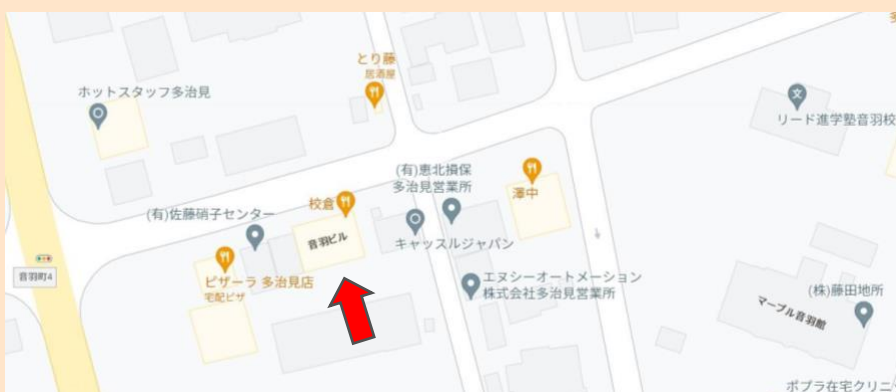 とり藤
居酒屋
ホットスタッフ多治見
リード進学塾音羽校
(有)恵北損保
多治見営業所
澤中
校倉
(有)佐藤硝子センター
音羽ビル
キャッスルジャパン
音羽町4
ピザーラ 多治見店
宅配ピザ
エヌシーオートメーション
株式会社多治見営業所
(株)藤田地所
マーブル音羽館
ポプラ在宅クリニ